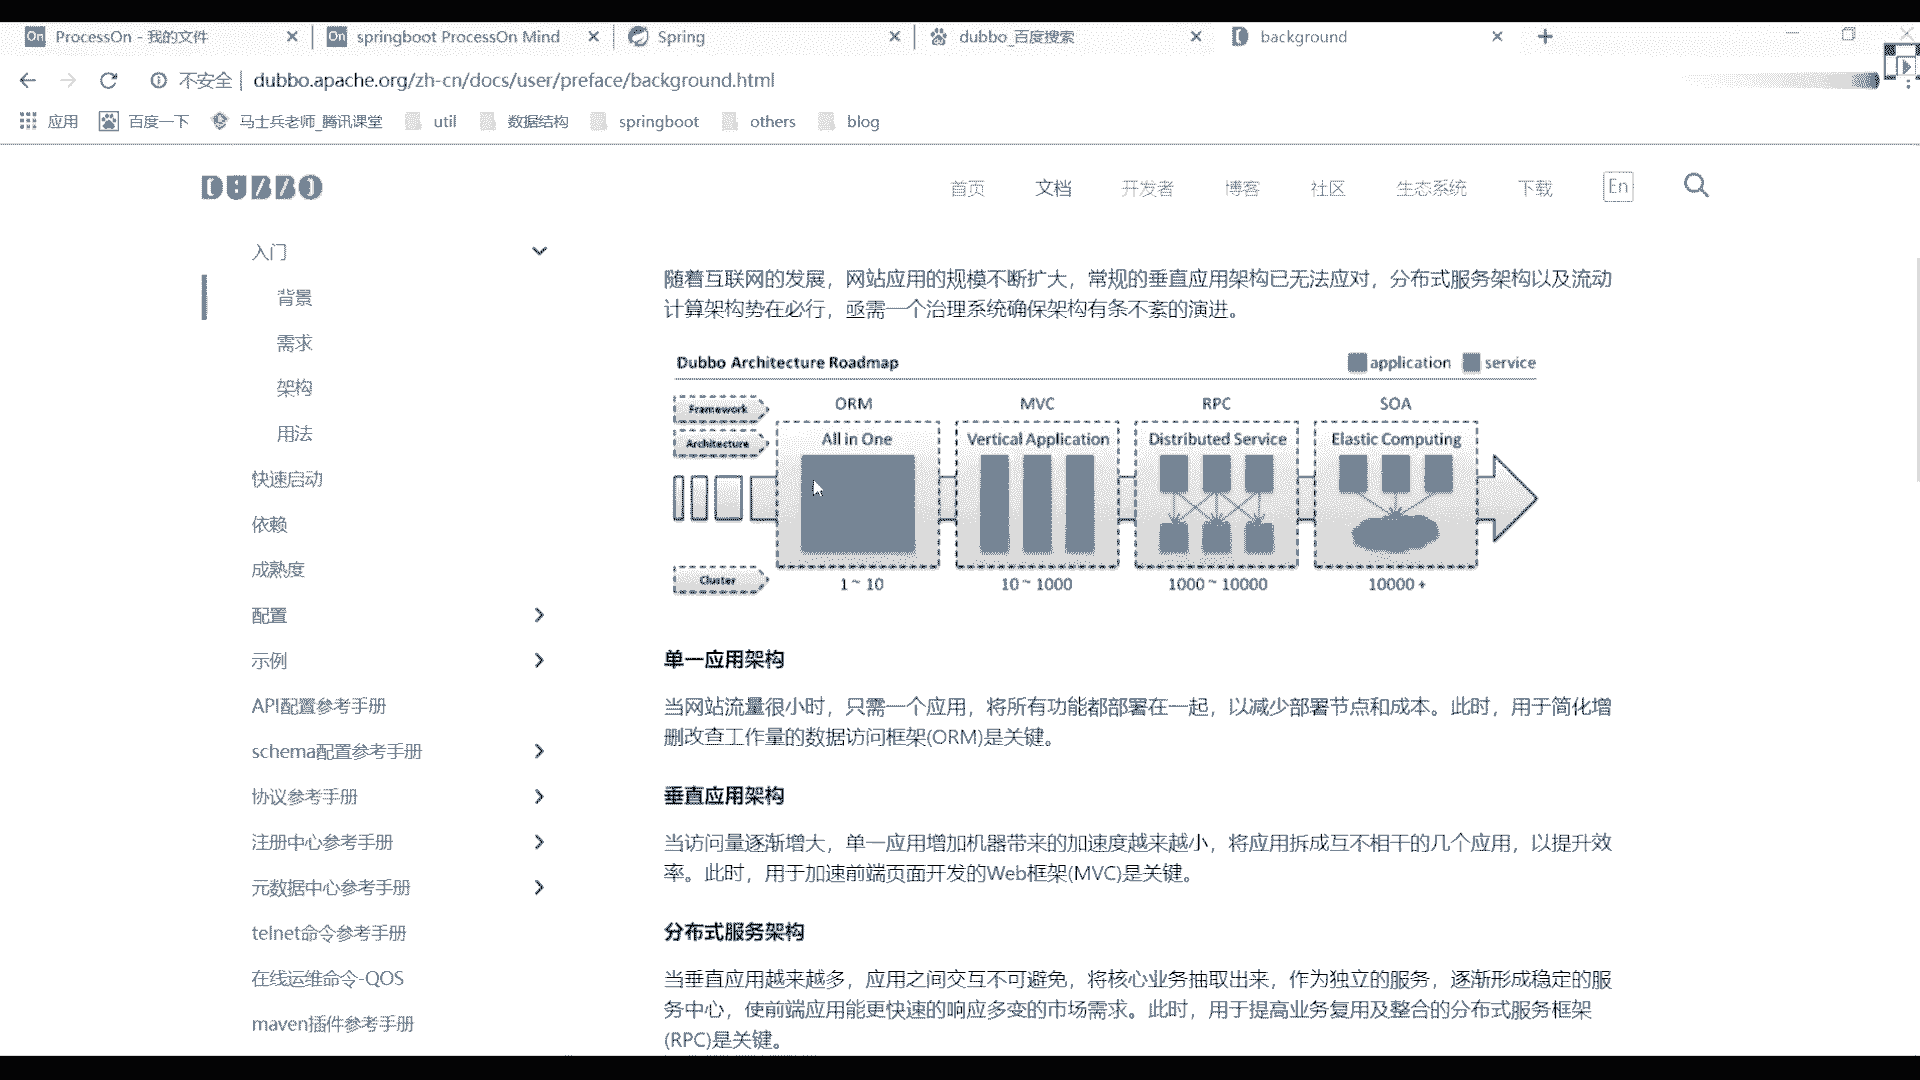 ProcessOn - 我的文件
springboot ProcessOn Mind
Spring
dubbo_百度搜索
background
不安全 | dubbo.apache.org/zh-cn/docs/user/preface/background.html
应用
百度一下
马士兵老师_腾讯课堂
util
数据结构
springboot
others
blog
DUBBO
首页
文档
开发者
博客
社区
生态系统
下载
En
入门
背景
需求
架构
用法
快速启动
依赖
成熟度
配置
示例
API配置参考手册
schema配置参考手册
协议参考手册
注册中心参考手册
元数据中心参考手册
telnet命令参考手册
在线运维命令-QOS
maven插件参考手册
随着互联网的发展，网站应用的规模不断扩大，常规的垂直应用架构已无法应对，分布式服务架构以及流动
计算架构势在必行，亟需一个治理系统确保架构有条不紊的演进。
Dubbo Architecture Roadmap
application
service
Framework
ORM
MVC
RPC
SOA
Architecture
All in One
Vertical Application
Distributed Service
Elastic Computing
Cluster
1 ~ 10
10 ~ 1000
1000 ~ 10000
10000 +
单一应用架构
当网站流量很小时，只需一个应用，将所有功能都部署在一起，以减少部署节点和成本。此时，用于简化增
删改查工作量的数据访问框架(ORM)是关键。
垂直应用架构
当访问量逐渐增大，单一应用增加机器带来的加速度越来越小，将应用拆成互不相干的几个应用，以提升效
率。此时，用于加速前端页面开发的Web框架(MVC)是关键。
分布式服务架构
当垂直应用越来越多，应用之间交互不可避免，将核心业务抽取出来，作为独立的服务，逐渐形成稳定的服
务中心，使前端应用能更快速的响应多变的市场需求。此时，用于提高业务复用及整合的分布式服务框架
(RPC)是关键。